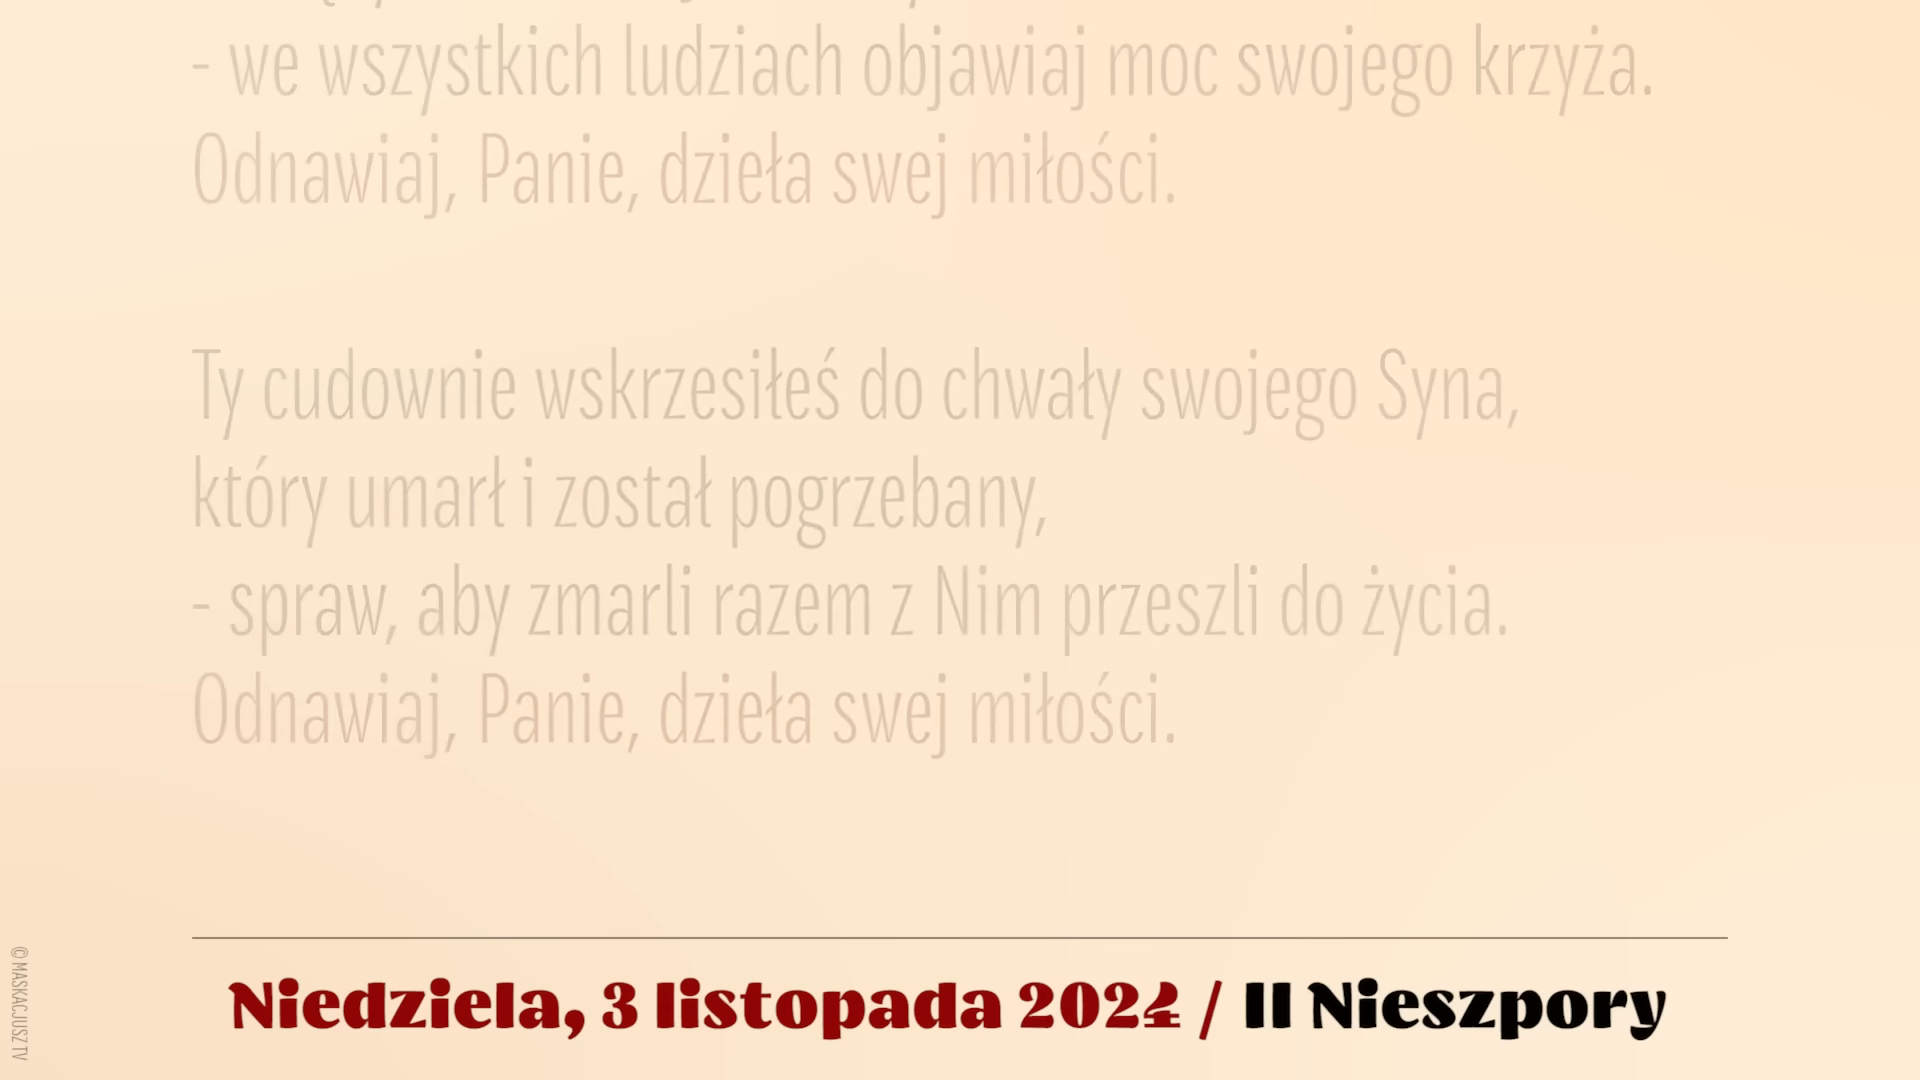 - we wszystkich ludziach objawiaj moc swojego krzyża.
Odnawiaj, Panie, dzieła swej miłości.
Ty cudownie wskrzesiłeś do chwały swojego Syna,
który umarł i został pogrzebany,
- spraw, aby zmarli razem z Nim przeszli do życia.
Odnawiaj, Panie, dzieła swej miłości.
Niedziela, 3 listopada 2024 / II Nieszpory
© MASKACJUSZ TV